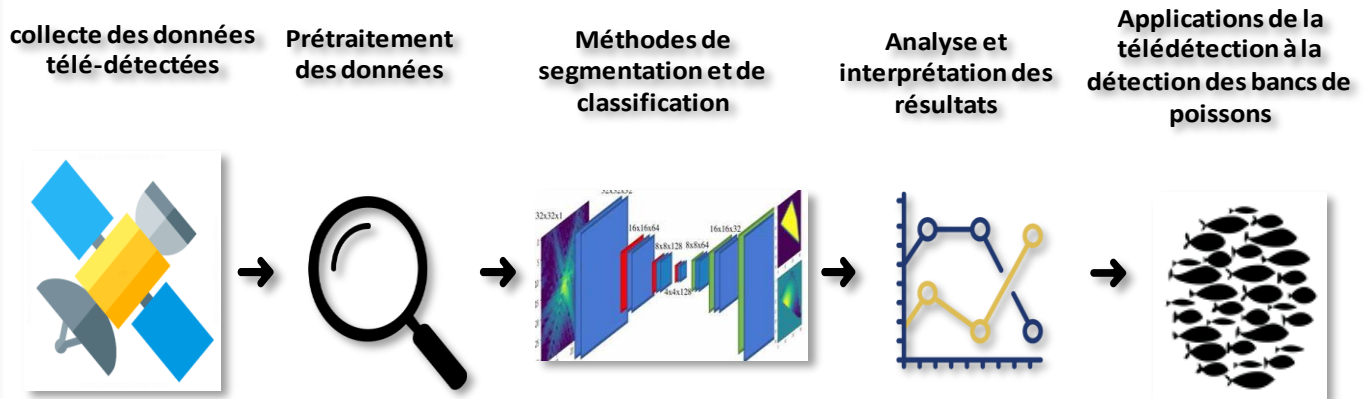 collecte des données
télé-détectées
Prétraitement
des données
Méthodes de
segmentation et de
classification
Analyse et
interprétation des
résultats
Applications de la
télédétection à la
détection des bancs de
poissons
32x32x32
32x32x1
16x16x64
8x8x128
4x4x128
8x8x64
16x16x32